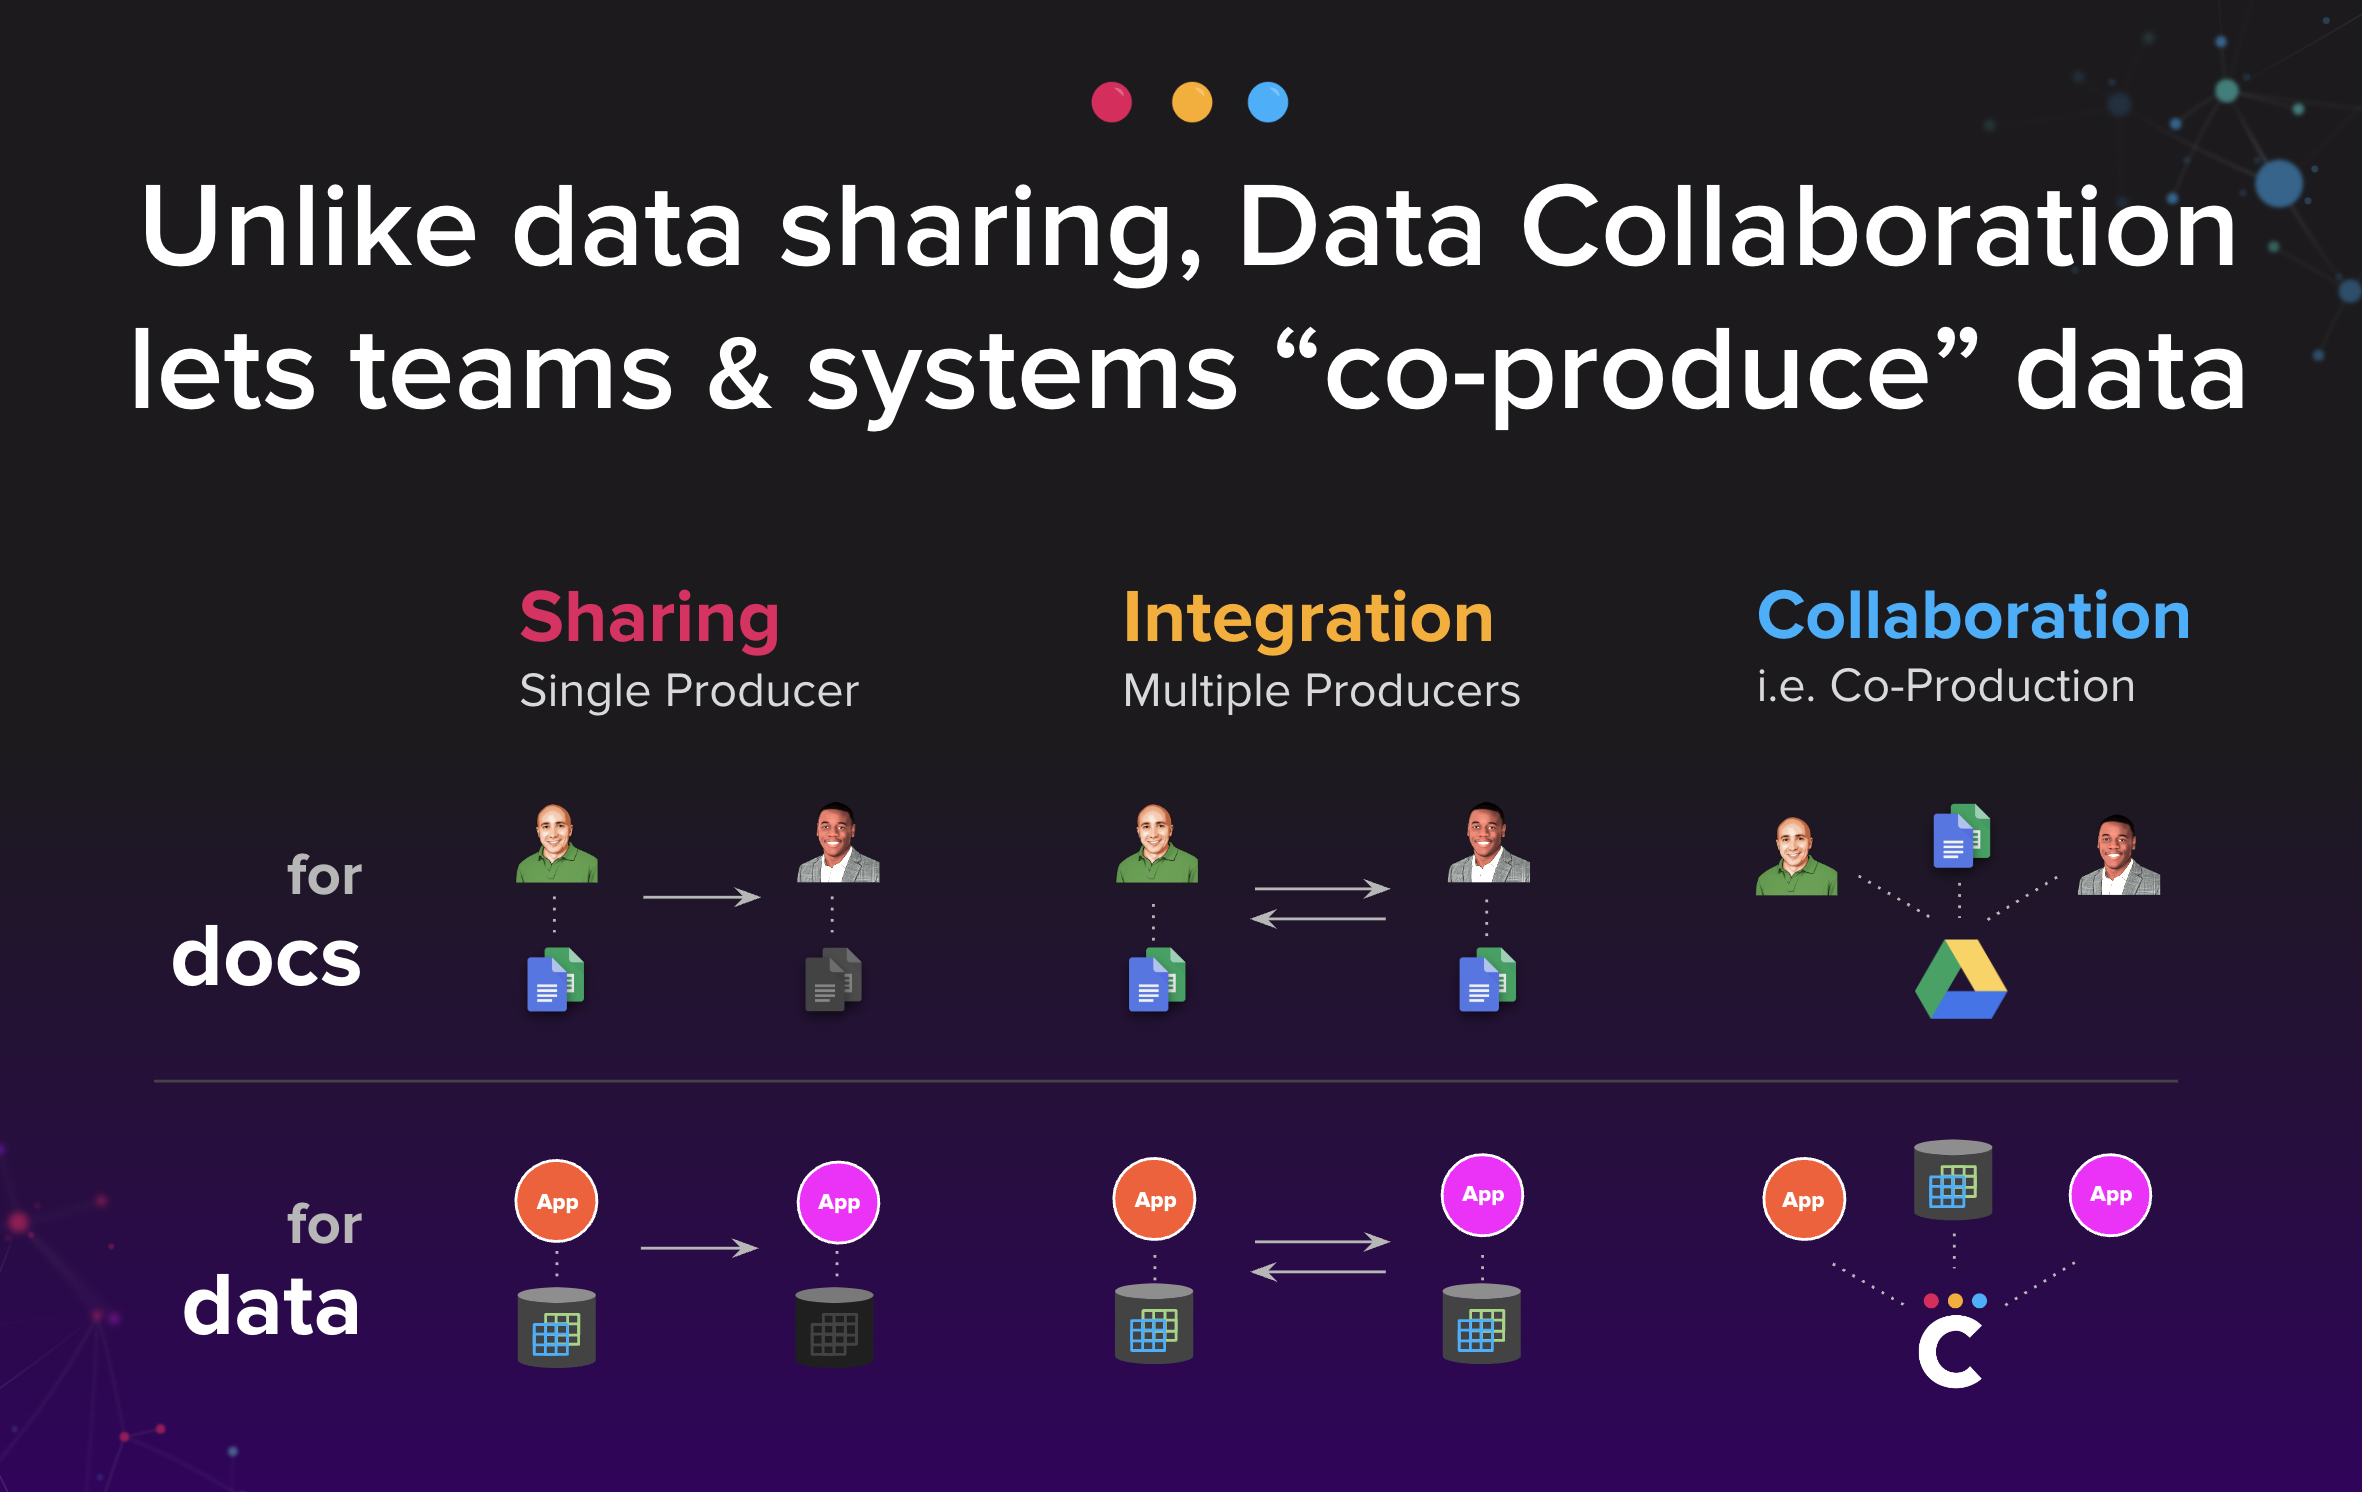 Unlike data sharing, Data Collaboration
lets teams & systems “co-produce” data
Sharing
Single Producer
Integration
Multiple Producers
Collaboration
i.e. Co-Production
for
docs
for
data
App
App
App
App
App
App
C